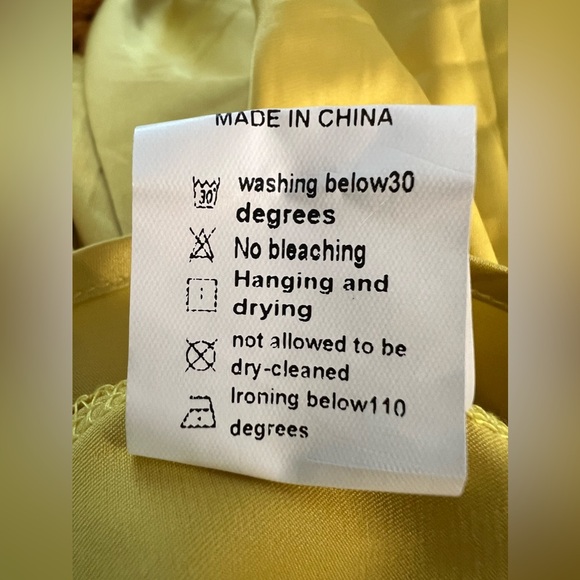 MADE IN CHINA
30 washing below30
degrees
No bleaching
Hanging and
drying
not allowed to be
dry-cleaned
Ironing below110
degrees